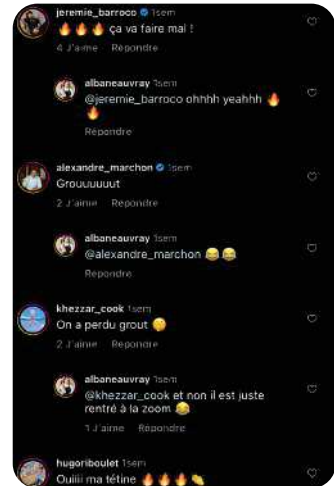 jeremie_barroco 1sem
🔥🔥🔥 ça va faire mal !
4 J'aime Répondre
albaneauvray 1sem
@jeremie_barroco ohhhh yeahhh 🔥
🔥
Répondre
alexandre_marchon 1sem
Grouuuuuut
2 J'aime Répondre
albaneauvray 1sem
@alexandre_marchon 😂😂
Répondre
khezzar_cook 1sem
On a perdu grout
2 J'aime Répondre
albaneauvray 1sem
@khezzar_cook et non il est juste
rentré à la zoom 😂
1 J'aime Répondre
hugoriboulet 1sem
Ouiiii ma tétine 🔥🔥🔥👏